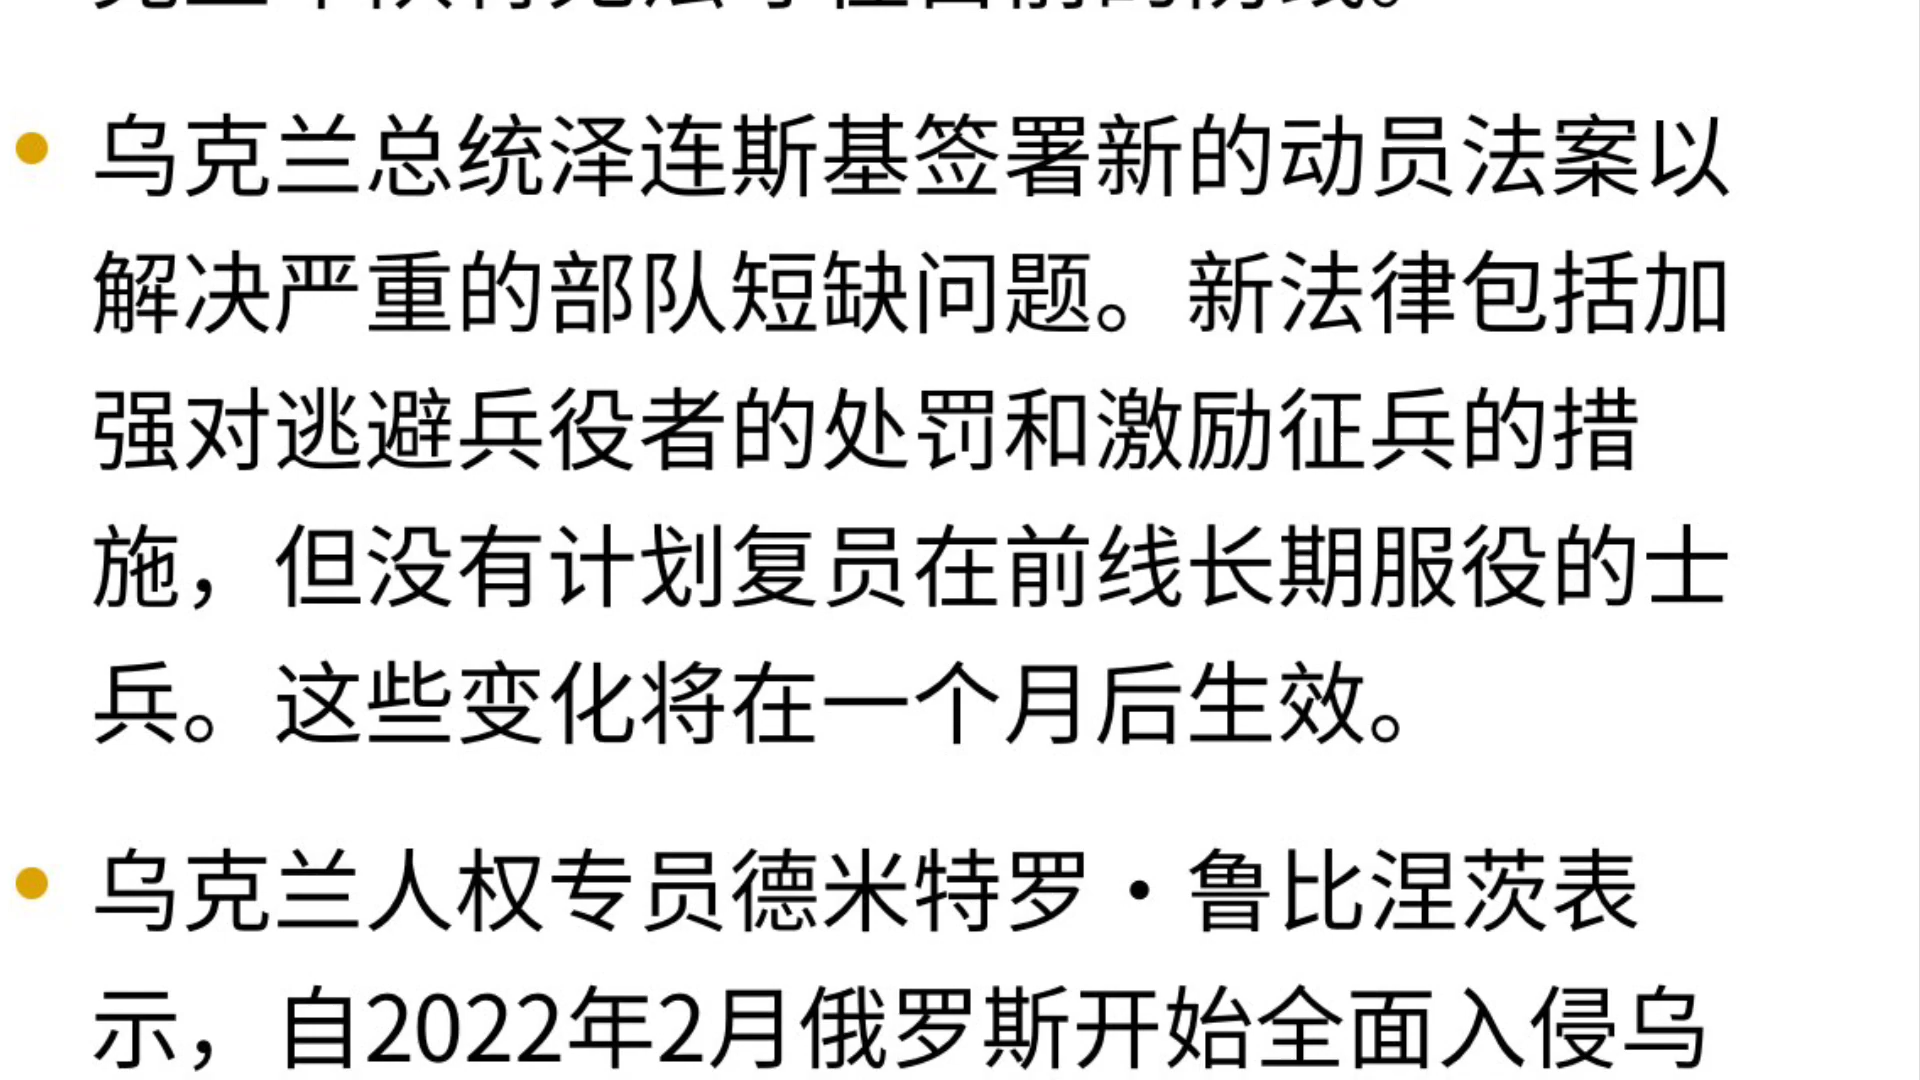 乌克兰总统泽连斯基签署新的动员法案以
解决严重的部队短缺问题。新法律包括加
强对逃避兵役者的处罚和激励征兵的措
施，但没有计划复员在前线长期服役的士
兵。这些变化将在一个月后生效。
乌克兰人权专员德米特罗·鲁比涅茨表
示，自2022年2月俄罗斯开始全面入侵乌